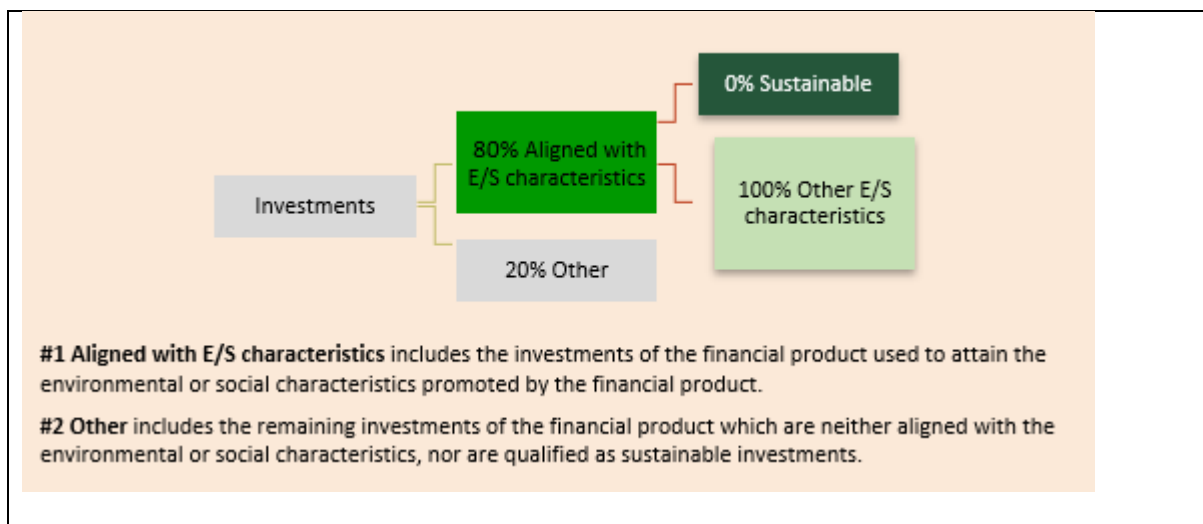 0% Sustainable
80% Aligned with
E/S characteristics
100% Other E/S
characteristics
Investments
20% Other
#1 Aligned with E/S characteristics includes the investments of the financial product used to attain the
environmental or social characteristics promoted by the financial product.
#2 Other includes the remaining investments of the financial product which are neither aligned with the
environmental or social characteristics, nor are qualified as sustainable investments.